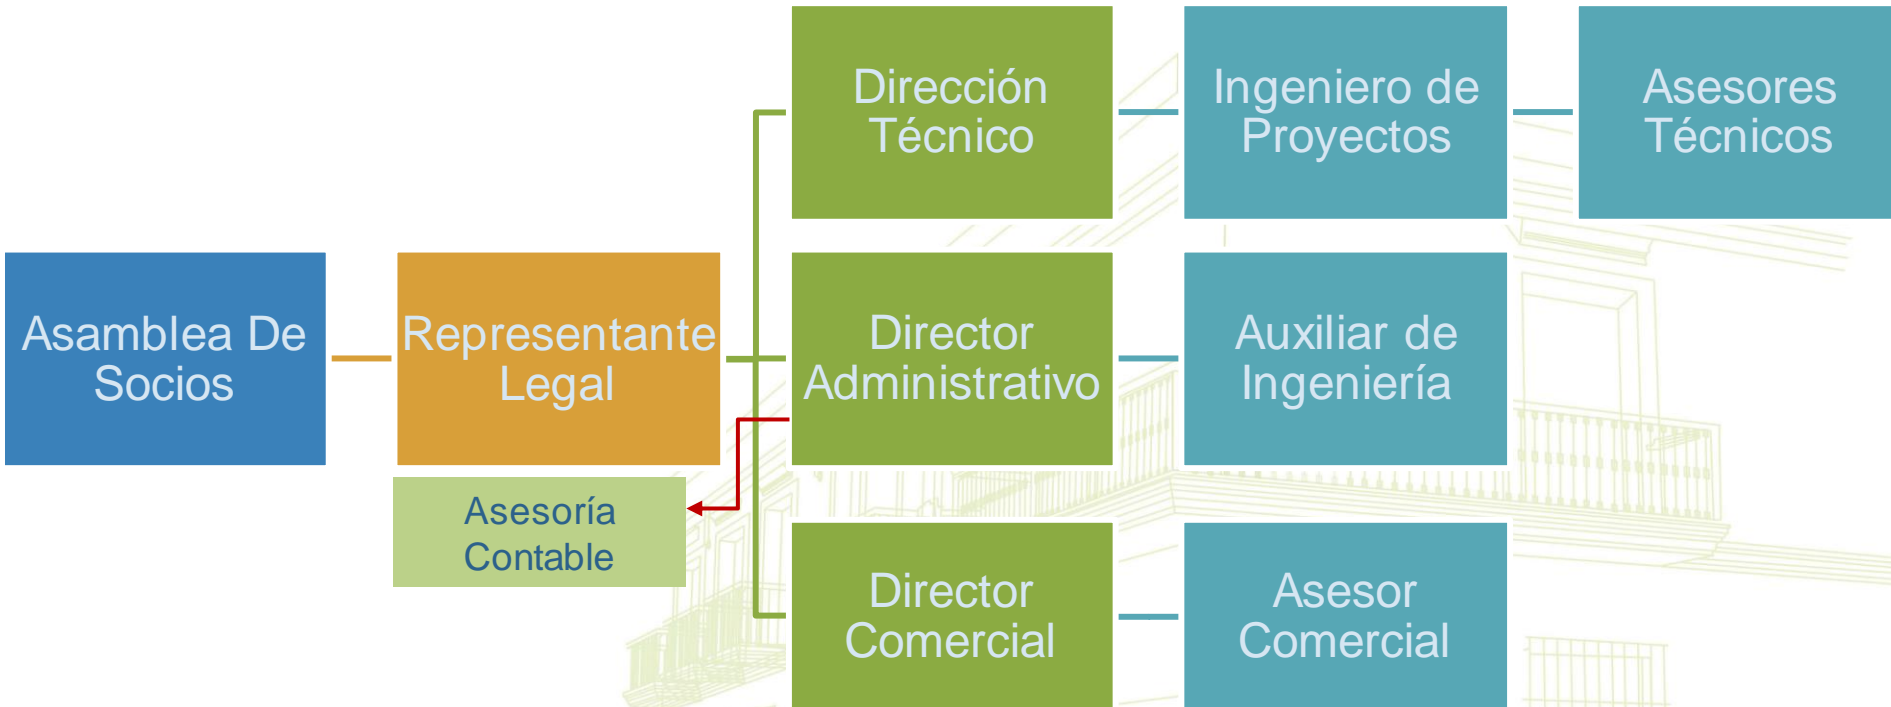 Dirección
Técnico
Ingeniero de
Proyectos
Asesores
Técnicos
Asamblea De
Socios
Representante
Legal
Director
Administrativo
Auxiliar de
Ingeniería
Asesoría
Contable
Director
Comercial
Asesor
Comercial